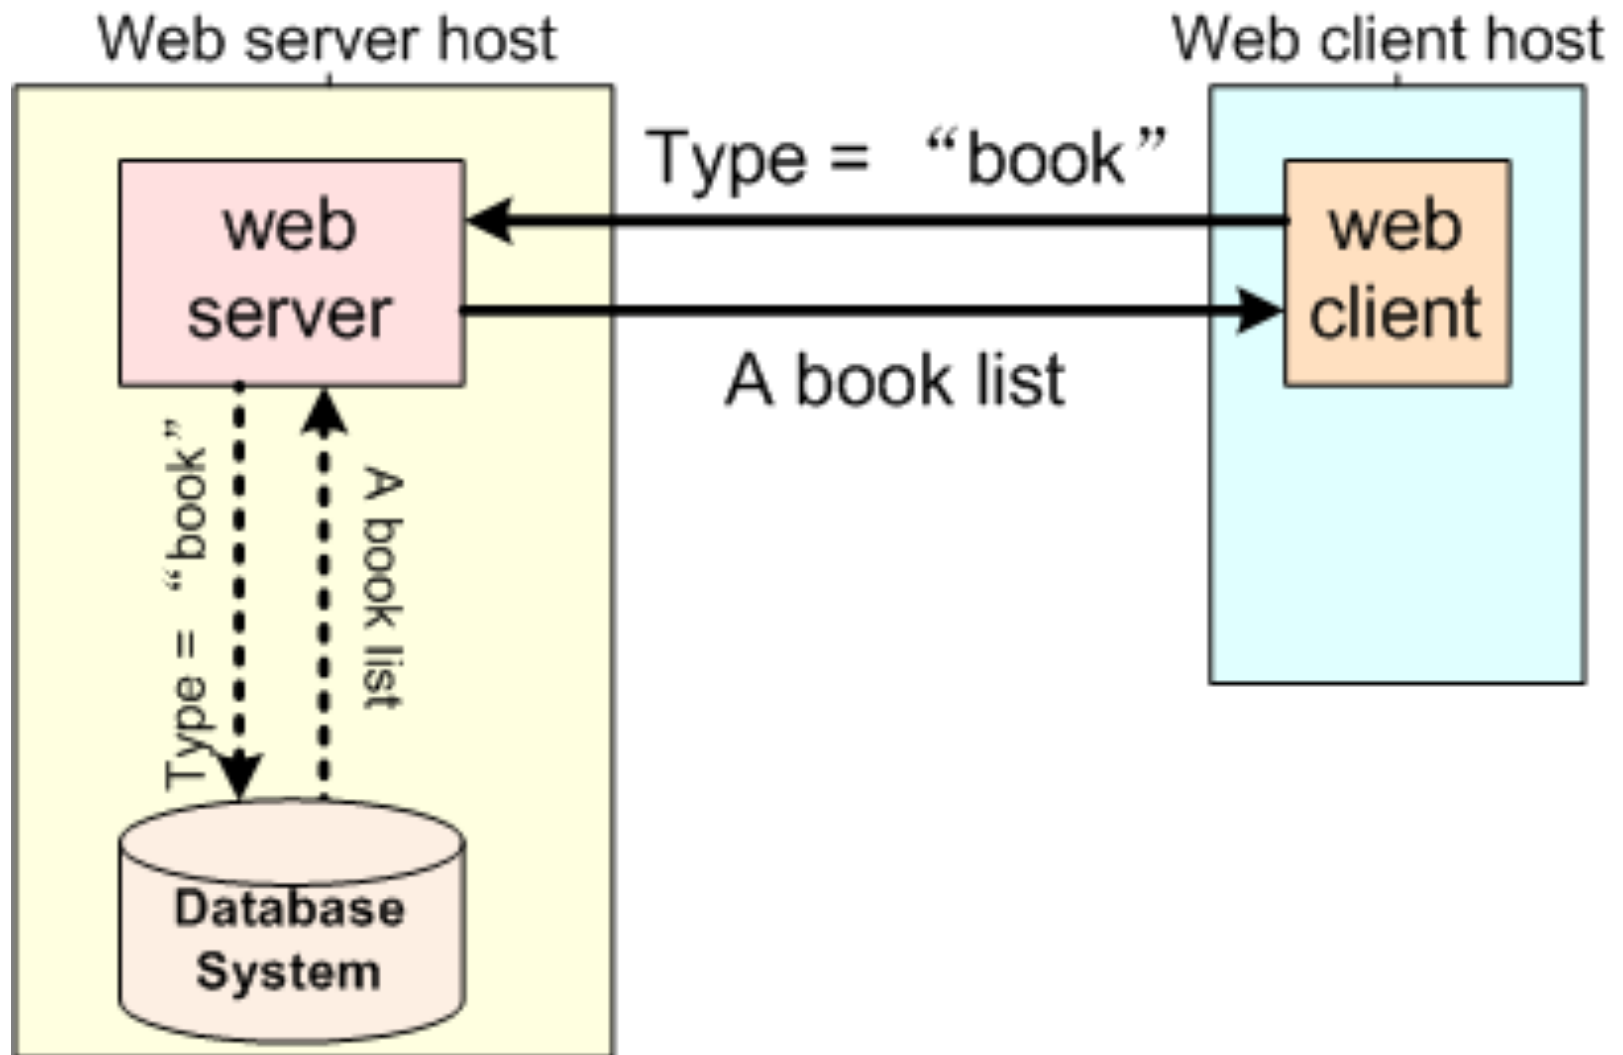 Web server host
Web client host
Type = “book”
web
server
web
client
A book list
Type = “book”
A book list
Database
System